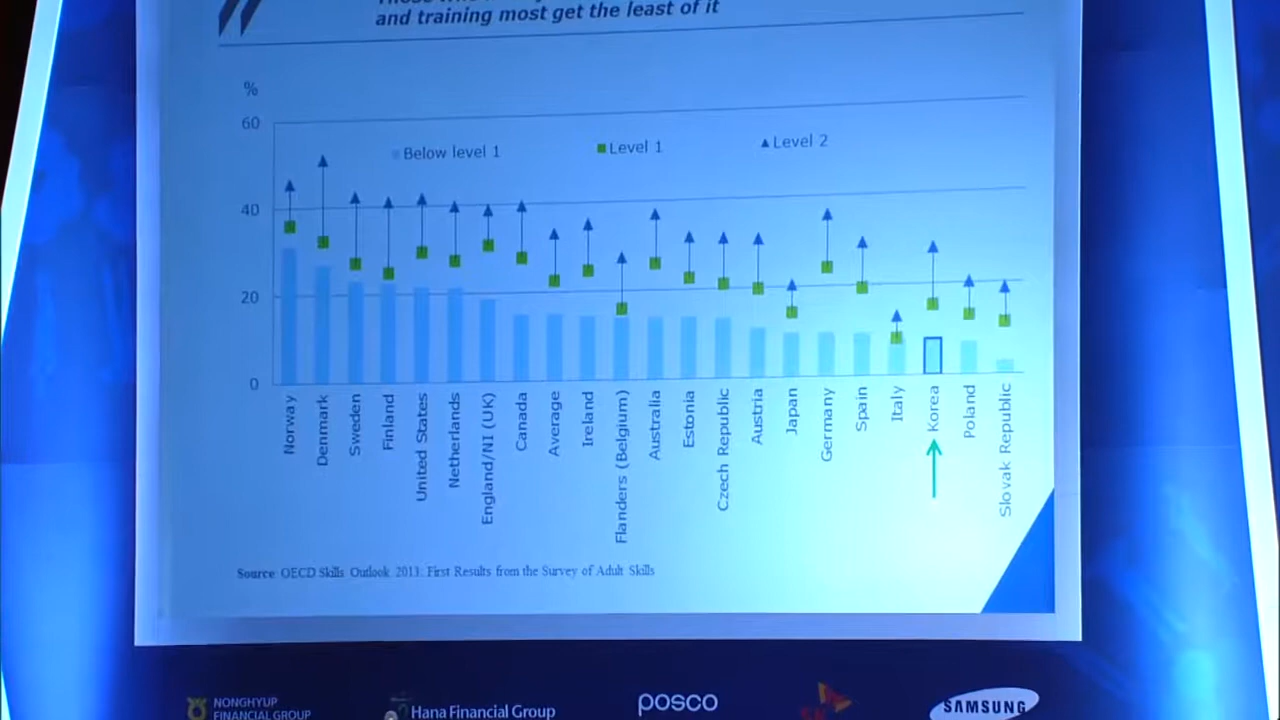 and training most get the least of it
%
60
40
20
0
Below level 1
Level 1
Level 2
Norway
Denmark
Sweden
Finland
United States
Netherlands
England/NI (UK)
Canada
Average
Ireland
Flanders (Belgium)
Australia
Estonia
Czech Republic
Austria
Japan
Germany
Spain
Italy
Korea
Poland
Slovak Republic
Source: OECD Skills Outlook 2013: First Results from the Survey of Adult Skills
NONGHYUP
FINANCIAL GROUP
Hana Financial Group
posco
SK
SAMSUNG